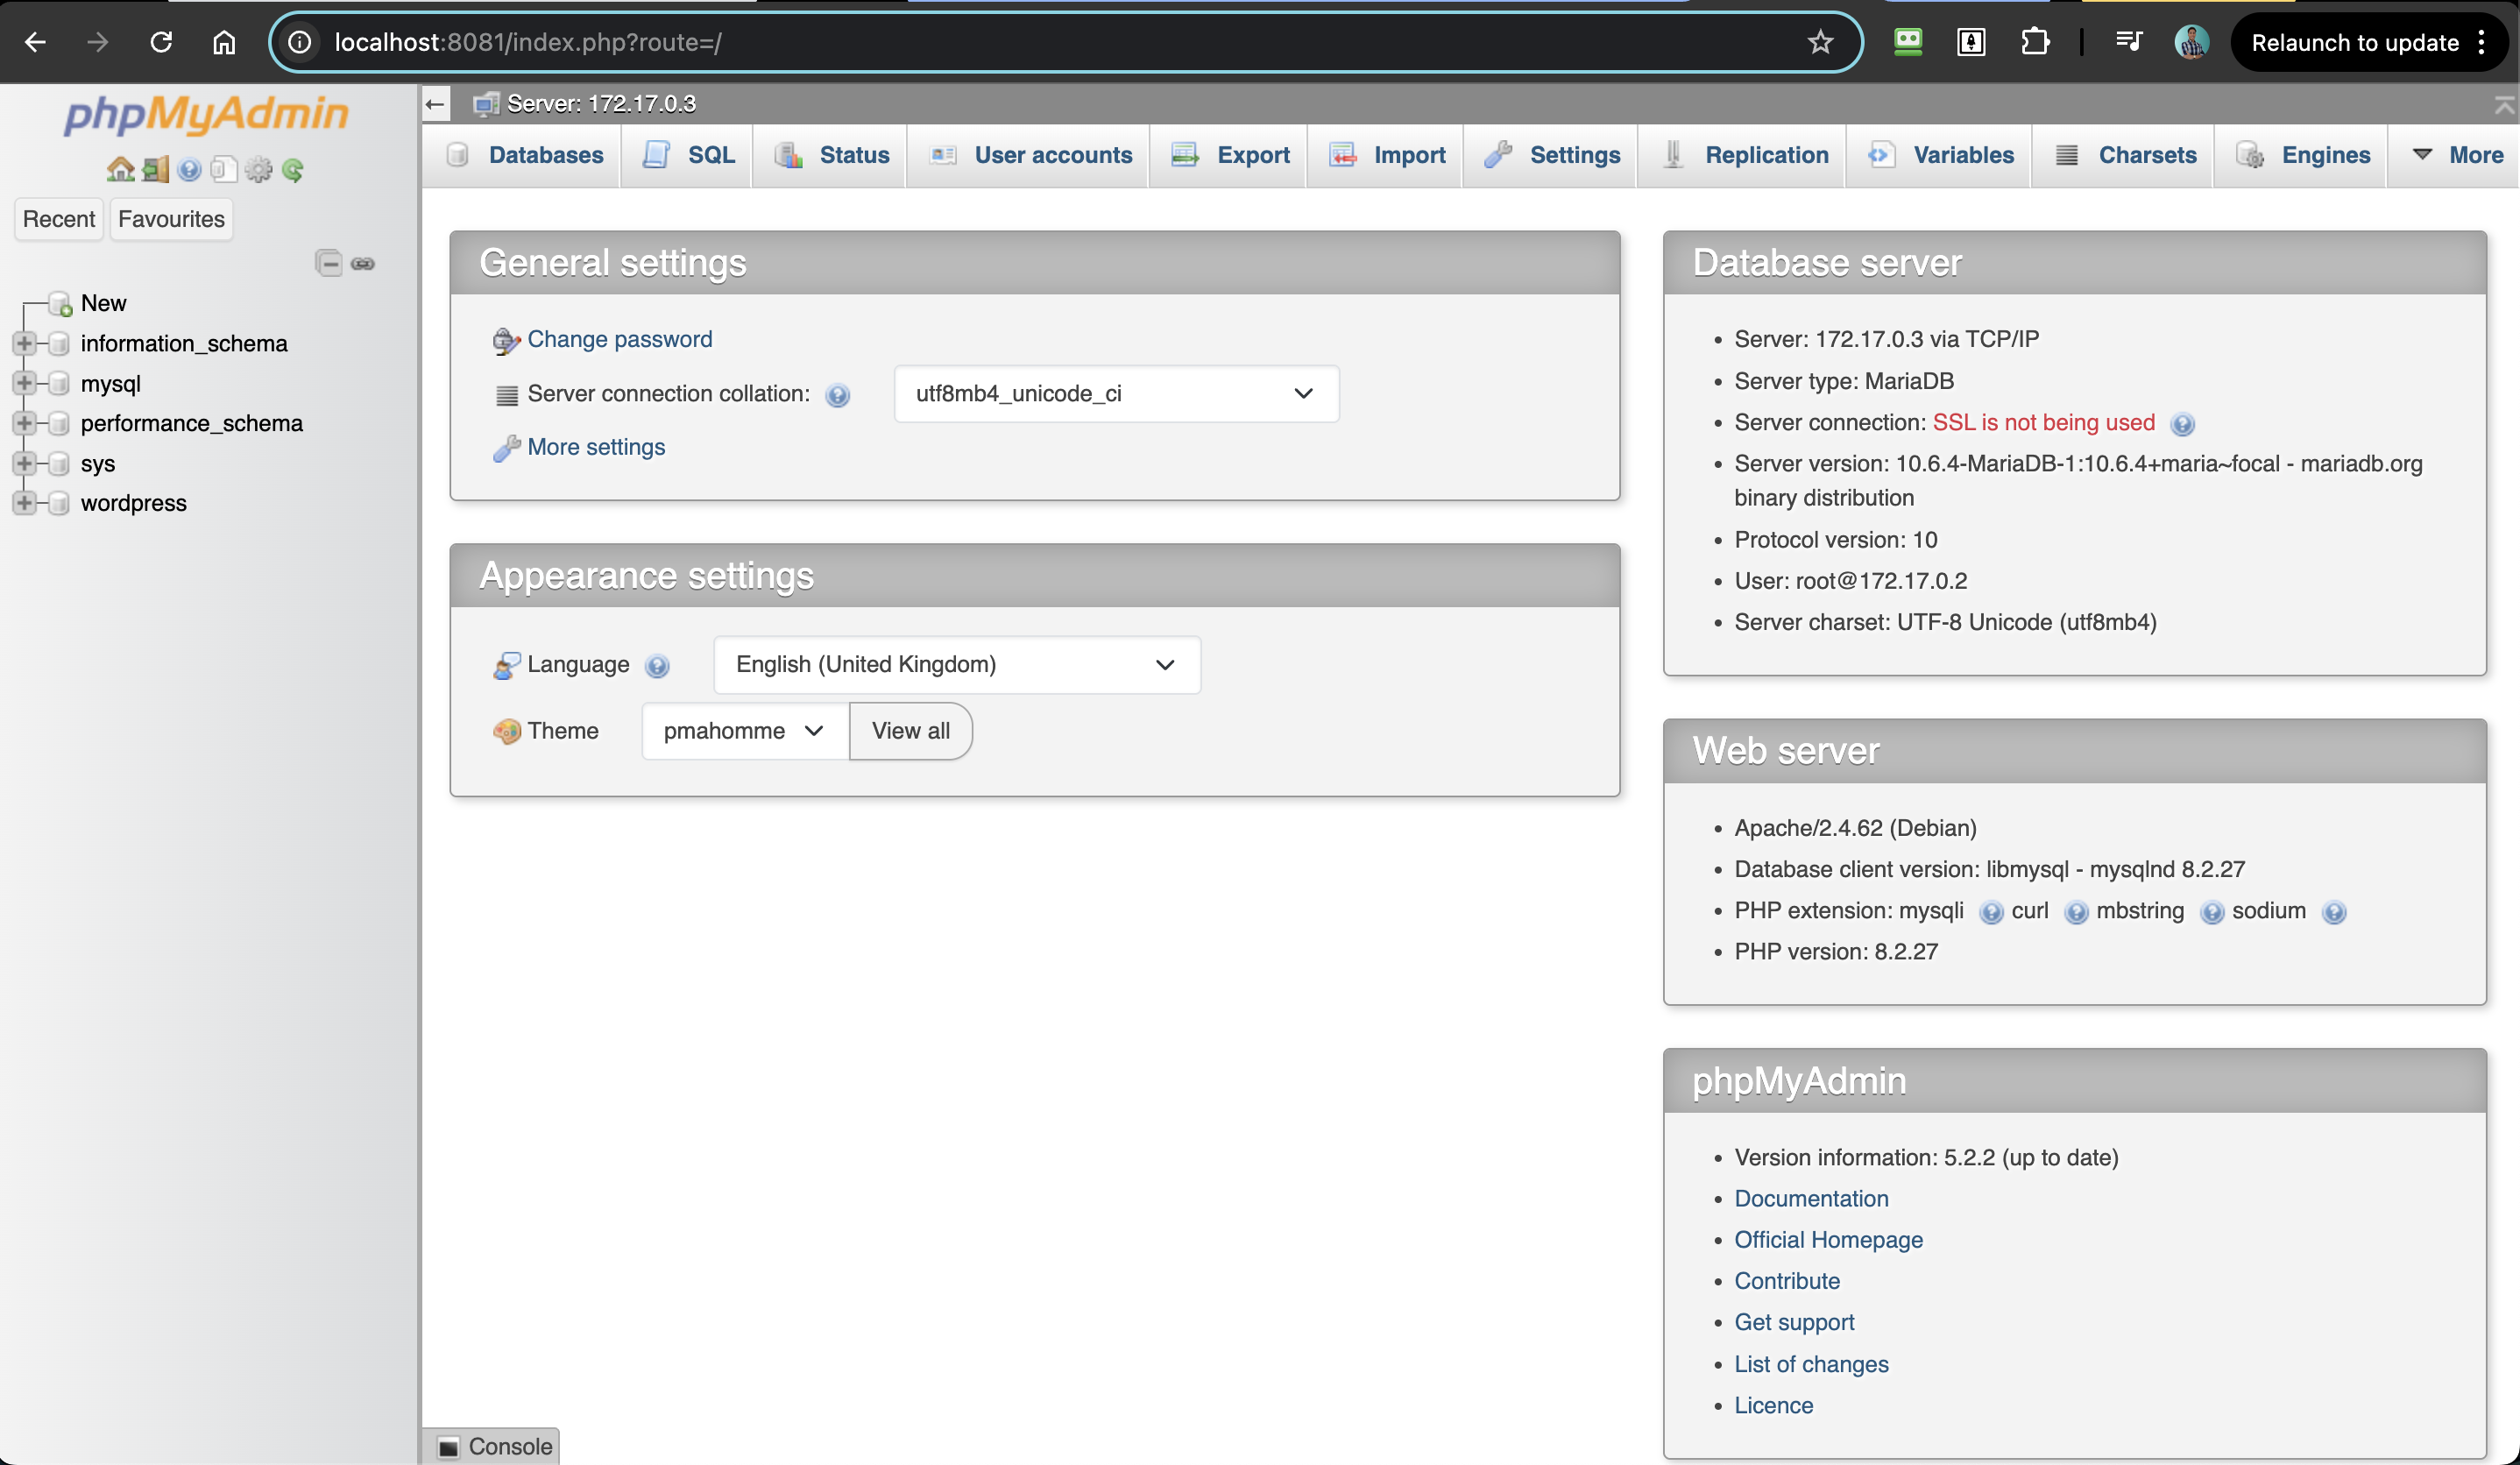 localhost:8081/index.php?route=/
Relaunch to update
phpMyAdmin
Recent
Favourites
New
information_schema
mysql
performance_schema
sys
wordpress
Server: 172.17.0.3
Databases
SQL
Status
User accounts
Export
Import
Settings
Replication
Variables
Charsets
Engines
More
General settings
Change password
Server connection collation:
utf8mb4_unicode_ci
More settings
Appearance settings
Language
English (United Kingdom)
Theme
pmahomme
View all
Database server
Server: 172.17.0.3 via TCP/IP
Server type: MariaDB
Server connection: SSL is not being used
Server version: 10.6.4-MariaDB-1:10.6.4+maria~focal - mariadb.org
binary distribution
Protocol version: 10
User: root@172.17.0.2
Server charset: UTF-8 Unicode (utf8mb4)
Web server
Apache/2.4.62 (Debian)
Database client version: libmysql - mysqlnd 8.2.27
PHP extension: mysqli curl mbstring sodium
PHP version: 8.2.27
phpMyAdmin
Version information: 5.2.2 (up to date)
Documentation
Official Homepage
Contribute
Get support
List of changes
Licence
Console